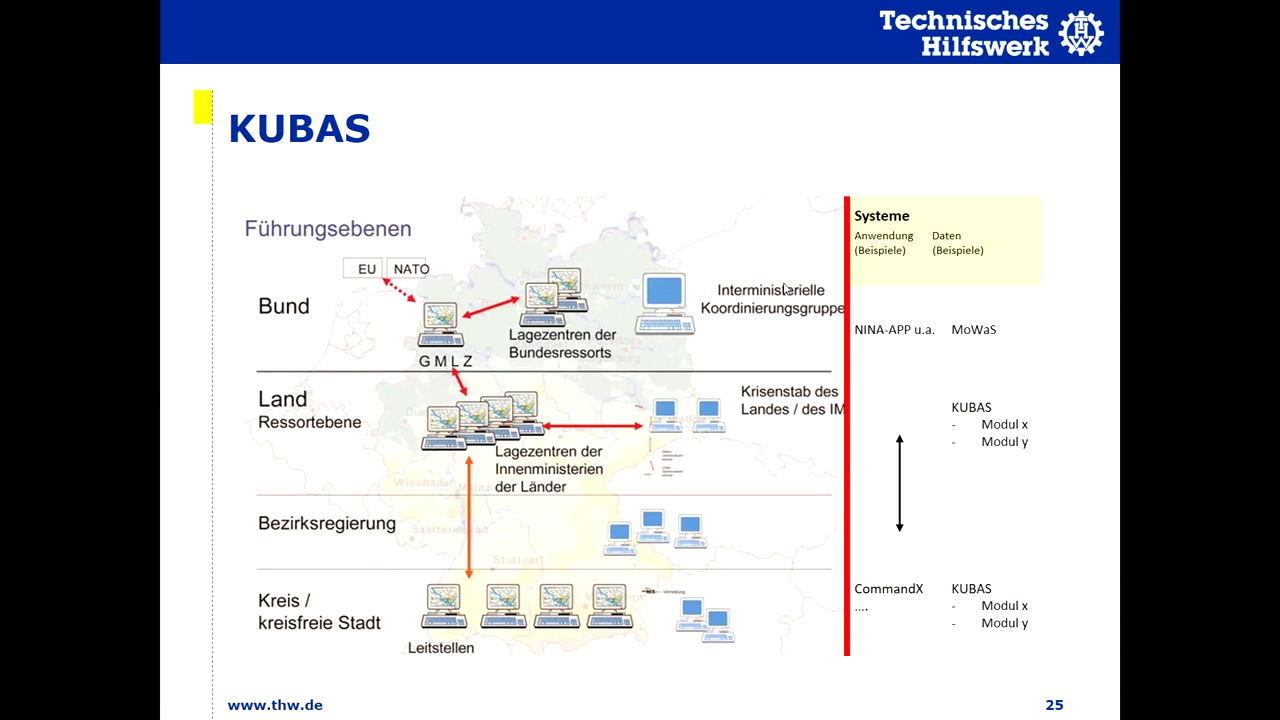 Technisches
Hilfswerk
KUBAS
Führungsebenen
EU
NATO
Bund
G M L Z
Lagezentren der
Bundesressorts
Interministerielle
Koordinierungsgruppe
Land
Ressortebene
Lagezentren der
Innenministerien
der Länder
Krisenstab des
Landes / des IM
Bezirksregierung
Kreis /
kreisfreie Stadt
Leitstellen
Systeme
Anwendung Daten
(Beispiele) (Beispiele)
NINA-APP u.a. MoWaS
KUBAS
- Modul x
- Modul y
CommandX KUBAS
.... - Modul x
- Modul y
Stuttgart
www.thw.de
25